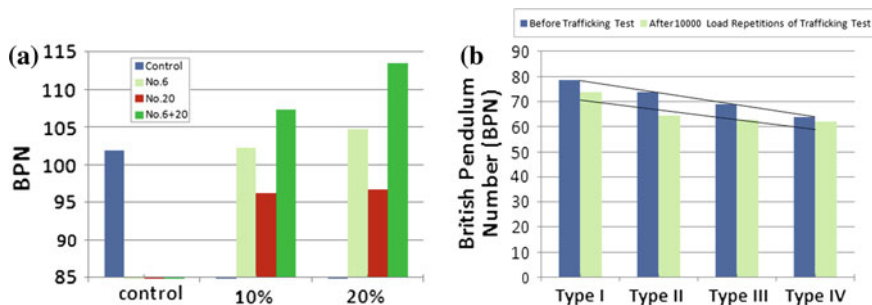 (a)
115
110
105
100
95
90
85
BPN
Control
No.6
No.20
No.6+20
control 10% 20%
Before Trafficking Test After10000 Load Repetitions of Trafficking Test
(b)
90
80
70
60
50
40
30
20
10
0
British Pendulum
Number (BPN)
Type I Type II Type III Type IV